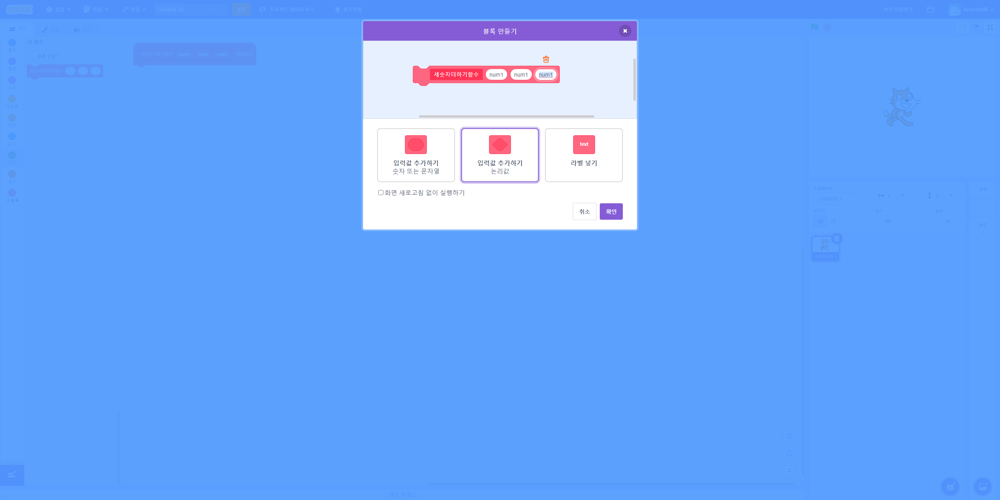 설정
파일
편집
Untitled-32
공유
프로젝트 페이지 보기
튜토리얼
바로 저장하기
kyusung88
코드
모양
소리
내 블록
블록 만들기
세숫자더하기함수
동작
형태
소리
이벤트
제어
감지
연산
변수
내 블록
세숫자더하기함수 num1 num1 num1 정의하기
블록 만들기
세숫자더하기함수 num1 num1 num1
입력값 추가하기
숫자 또는 문자열
입력값 추가하기
논리값
text
라벨 넣기
화면 새로고침 없이 실행하기
취소
확인
스프라이트
스프라이트 1
x 0
y 0
보이기
크기
방향
100
90
스프라이트 1
무대
배경
1
개인 저장소